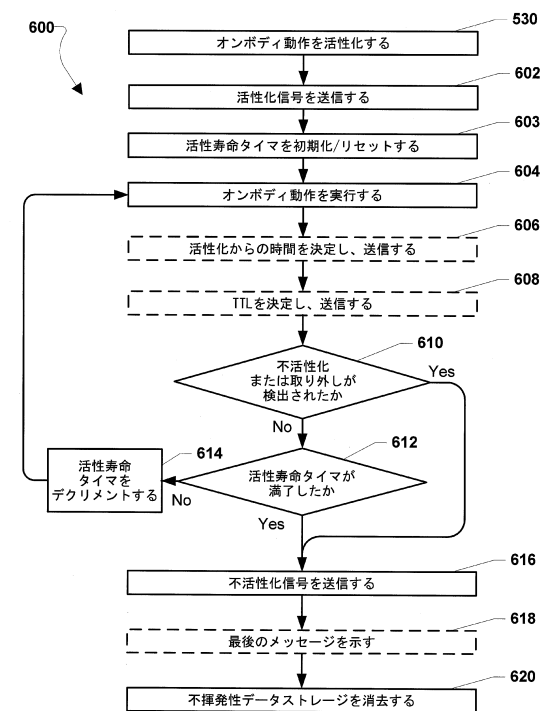 600
530
オンボディ動作を活性化する
602
活性化信号を送信する
603
活性寿命タイマを初期化/リセットする
604
オンボディ動作を実行する
606
活性化からの時間を決定し、送信する
608
TTLを決定し、送信する
610
不活性化
または取り外しが
検出されたか
Yes
No
612
活性寿命タイマが
満了したか
No
Yes
614
活性寿命
タイマを
デクリメントする
616
不活性化信号を送信する
618
最後のメッセージを示す
620
不揮発性データストレージを消去する